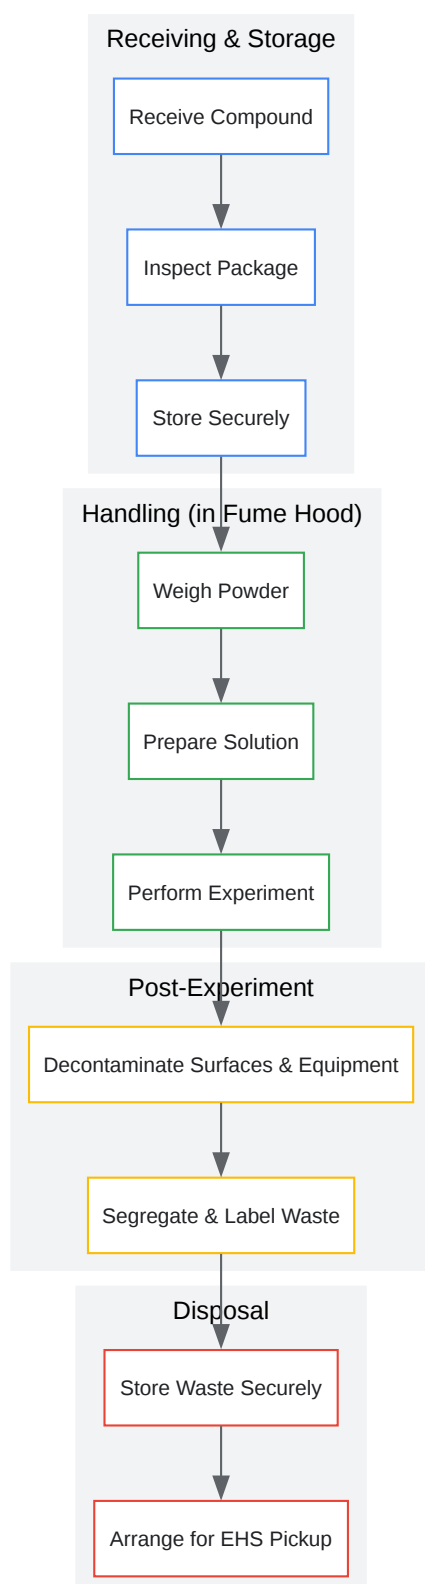 Receiving & Storage
Receive Compound
Inspect Package
Store Securely
Handling (in Fume Hood)
Weigh Powder
Prepare Solution
Perform Experiment
Post-Experiment
Decontaminate Surfaces & Equipment
Segregate & Label Waste
Disposal
Store Waste Securely
Arrange for EHS Pickup